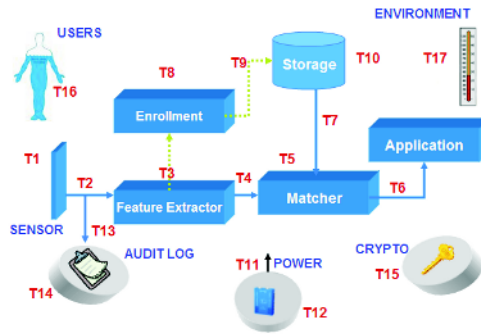 USERS
ENVIRONMENT
T8
T9
Storage
T10
T17
T16
Enrollment
T7
Application
T1
T5
T2
T3
T4
Feature Extractor
Matcher
T6
SENSOR
T13
AUDIT LOG
CRYPTO
T11
POWER
T14
T15
T12